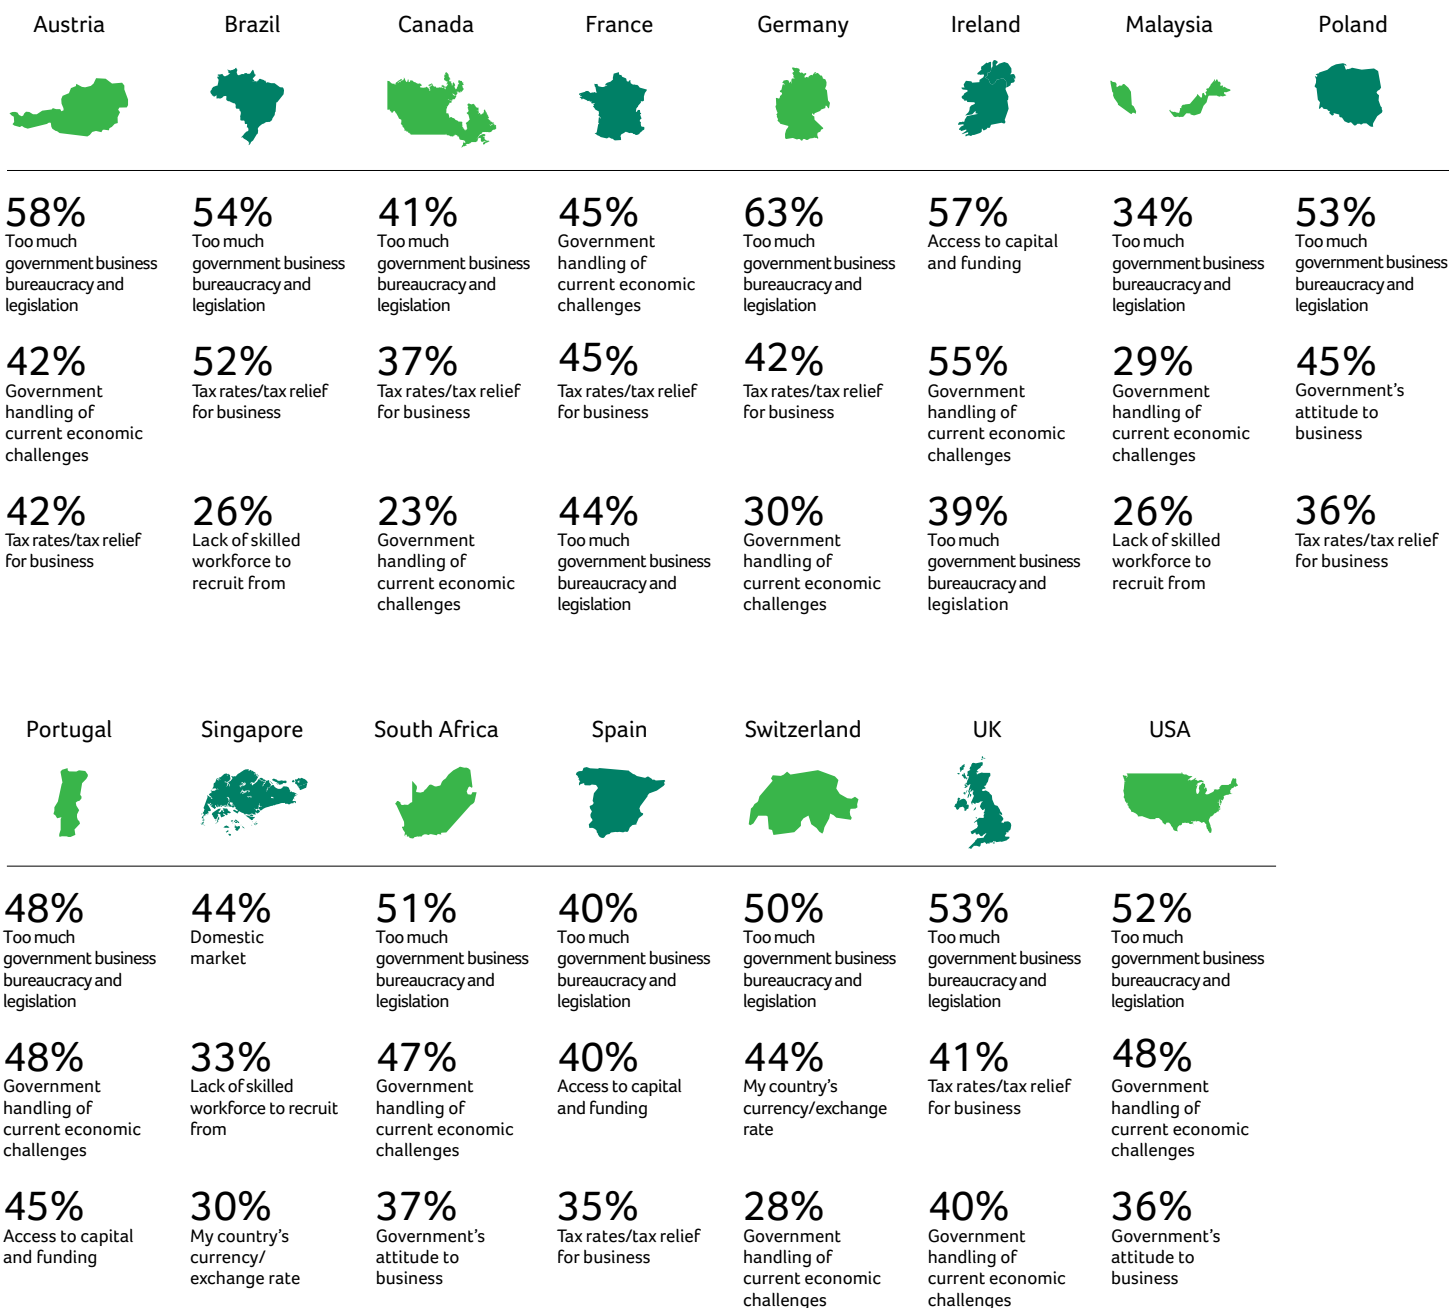 Austria
Brazil
Canada
France
Germany
Ireland
Malaysia
Poland
58%
Too much
government business
bureaucracy and
legislation
54%
Too much
government business
bureaucracy and
legislation
41%
Too much
government business
bureaucracy and
legislation
45%
Government
handling of
current economic
challenges
63%
Too much
government business
bureaucracy and
legislation
57%
Access to capital
and funding
34%
Too much
government business
bureaucracy and
legislation
53%
Too much
government business
bureaucracy and
legislation
42%
Government
handling of
current economic
challenges
52%
Tax rates/tax relief
for business
37%
Tax rates/tax relief
for business
45%
Tax rates/tax relief
for business
42%
Tax rates/tax relief
for business
55%
Government
handling of
current economic
challenges
29%
Government
handling of
current economic
challenges
45%
Government's
attitude to
business
42%
Tax rates/tax relief
for business
26%
Lack of skilled
workforce to
recruit from
23%
Government
handling of
current economic
challenges
44%
Too much
government business
bureaucracy and
legislation
30%
Government
handling of
current economic
challenges
39%
Too much
government business
bureaucracy and
legislation
26%
Lack of skilled
workforce to
recruit from
36%
Tax rates/tax relief
for business
Portugal
Singapore
South Africa
Spain
Switzerland
UK
USA
48%
Too much
government business
bureaucracy and
legislation
44%
Domestic
market
51%
Too much
government business
bureaucracy and
legislation
40%
Too much
government business
bureaucracy and
legislation
50%
Too much
government business
bureaucracy and
legislation
53%
Too much
government business
bureaucracy and
legislation
52%
Too much
government business
bureaucracy and
legislation
48%
Government
handling of
current economic
challenges
33%
Lack of skilled
workforce to recruit
from
47%
Government
handling of
current economic
challenges
40%
Access to capital
and funding
44%
My country's
currency/exchange
rate
41%
Tax rates/tax relief
for business
48%
Government
handling of
current economic
challenges
45%
Access to capital
and funding
30%
My country's
currency/
exchange rate
37%
Government's
attitude to
business
35%
Tax rates/tax relief
for business
28%
Government
handling of
current economic
challenges
40%
Government
handling of
current economic
challenges
36%
Government's
attitude to
business